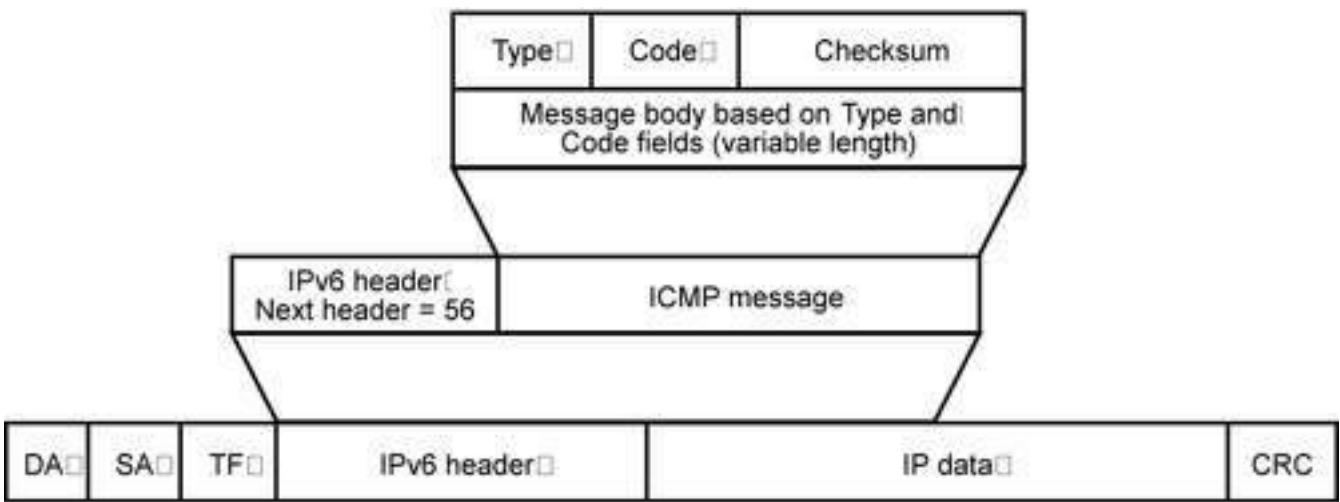 Type Code Checksum
Message body based on Type and
Code fields (variable length)
IPv6 header
Next header = 56
ICMP message
DA SA TF IPv6 header IP data CRC